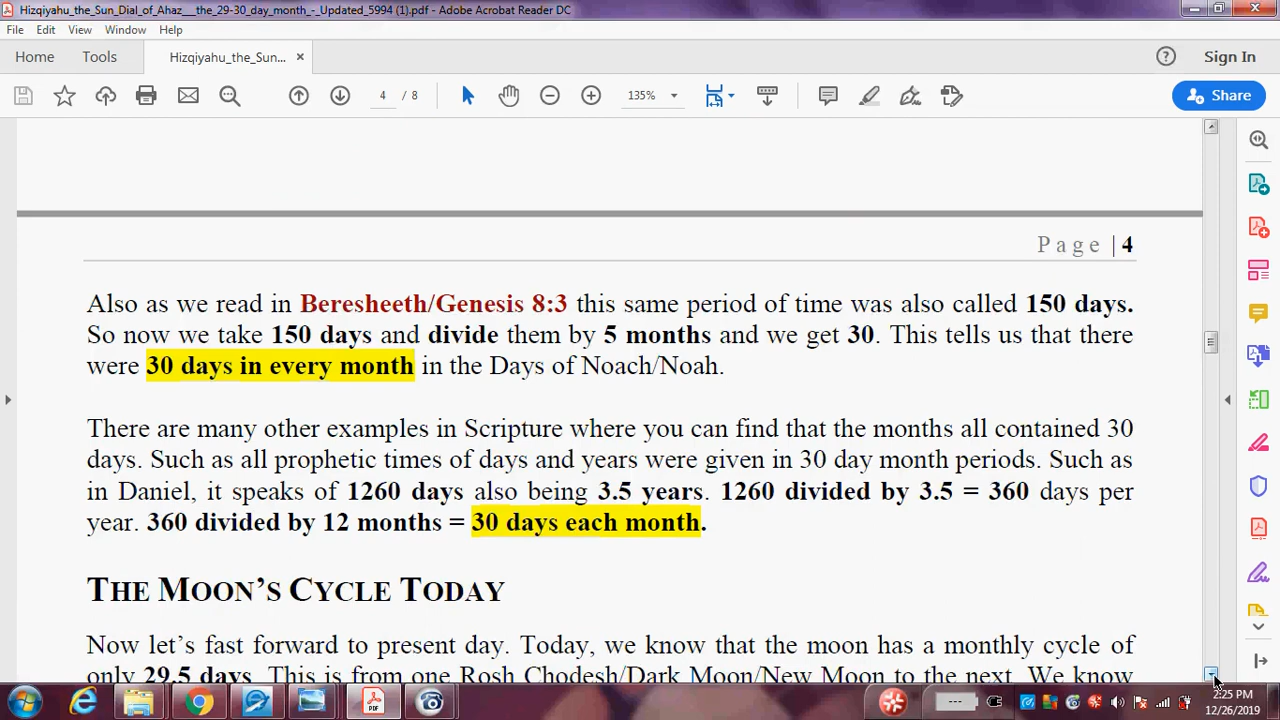 Hizqiyahu_the_Sun_Dial_of_Ahaz___the_29-30_day_month_-_Updated_5994 (1).pdf - Adobe Acrobat Reader DC
File Edit View Window Help
Home Tools Hizqiyahu_the_Sun... × Sign In
4 / 8 135% Share
Page | 4
Also as we read in Beresheeth/Genesis 8:3 this same period of time was also called 150 days.
So now we take 150 days and divide them by 5 months and we get 30. This tells us that there
were 30 days in every month in the Days of Noach/Noah.
There are many other examples in Scripture where you can find that the months all contained 30
days. Such as all prophetic times of days and years were given in 30 day month periods. Such as
in Daniel, it speaks of 1260 days also being 3.5 years. 1260 divided by 3.5 = 360 days per
year. 360 divided by 12 months = 30 days each month.
THE MOON'S CYCLE TODAY
Now let's fast forward to present day. Today, we know that the moon has a monthly cycle of
only 29.5 days. This is from one Rosh Chodesh/Dark Moon/New Moon to the next. We know
2:25 PM
12/26/2019